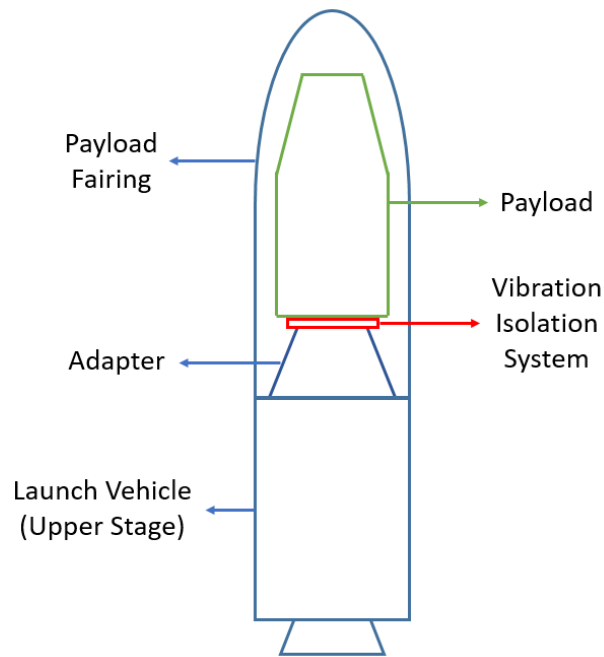 Payload
Fairing
Payload
Vibration
Isolation
System
Adapter
Launch Vehicle
(Upper Stage)